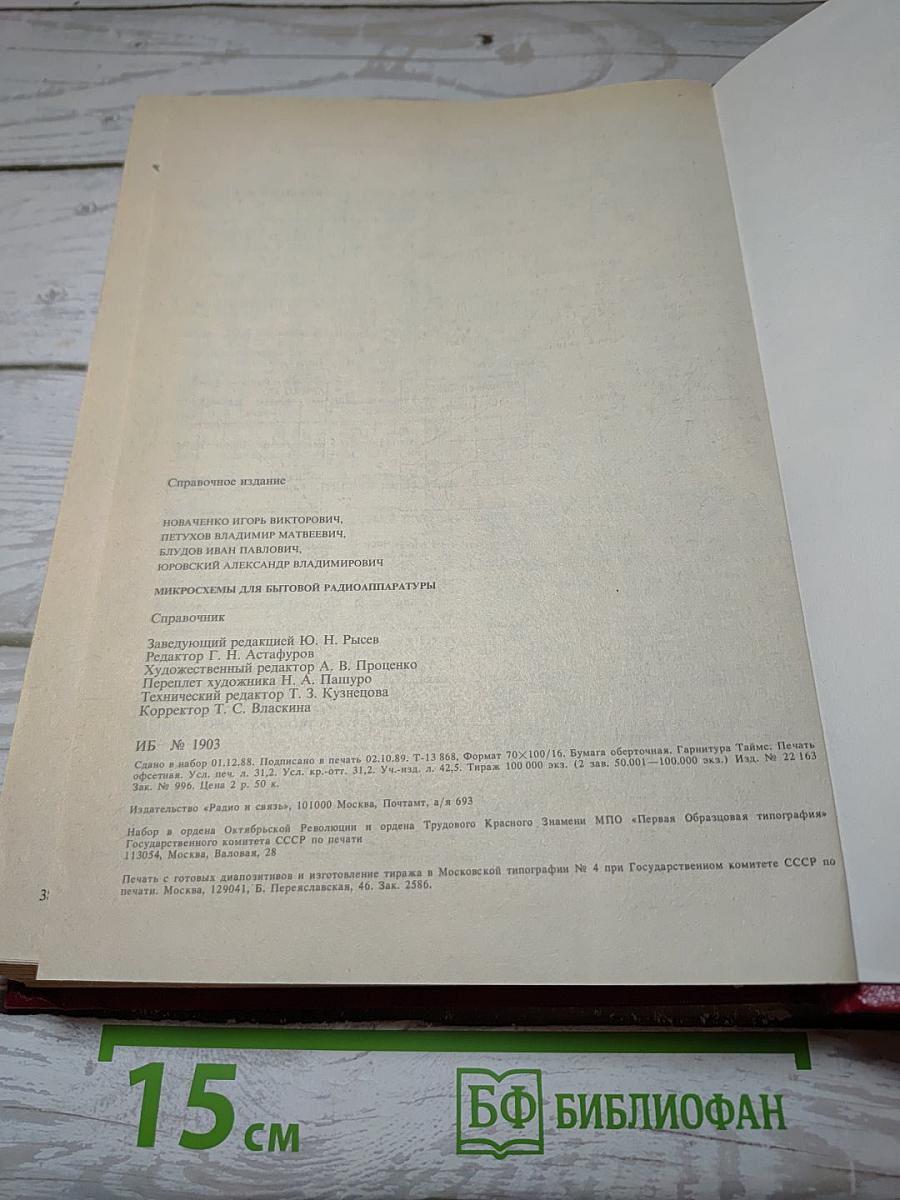 Справочное издание
НОВАЧЕНКО ИГОРЬ ВИКТОРОВИЧ,
ПЕТУХОВ ВЛАДИМИР МАТВЕЕВИЧ,
БЛУДОВ ИВАН ПАВЛОВИЧ,
ЮРОВСКИЙ АЛЕКСАНДР ВЛАДИМИРОВИЧ
МИКРОСХЕМЫ ДЛЯ БЫТОВОЙ РАДИОАППАРАТУРЫ
Справочник
Заведующий редакцией Ю. Н. Рысев
Редактор Г. Н. Астафуров
Художественный редактор А. В. Проценко
Переплет художника Н. А. Пашуро
Технический редактор Т. З. Кузнецова
Корректор Т. С. Власкина
ИБ № 1903
Сдано в набор 01.12.88. Подписано в печать 02.10.89. Т-13 868. Формат 70×100/16. Бумага оберточная. Гарнитура Таймс. Печать
офсетная. Усл. печ. л. 31,2. Усл. кр.-отт. 31,2. Уч.-изд. л. 42,5. Тираж 100 000 экз. (2 зав. 50.001—100.000 экз.) Изд. № 22 163
Зак. № 996. Цена 2 р. 50 к.
Издательство «Радио и связь», 101000 Москва, Почтамт, а/я 693
Набор в ордена Октябрьской Революции и ордена Трудового Красного Знамени МПО «Первая Образцовая типография»
Государственного комитета СССР по печати
113054, Москва, Валовая, 28
Печать с готовых диапозитивов и изготовление тиража в Московской типографии № 4 при Государственном комитете СССР по
печати. Москва, 129041, Б. Переяславская, 46. Зак. 2586.
15 см
БФ БИБЛИОФАН